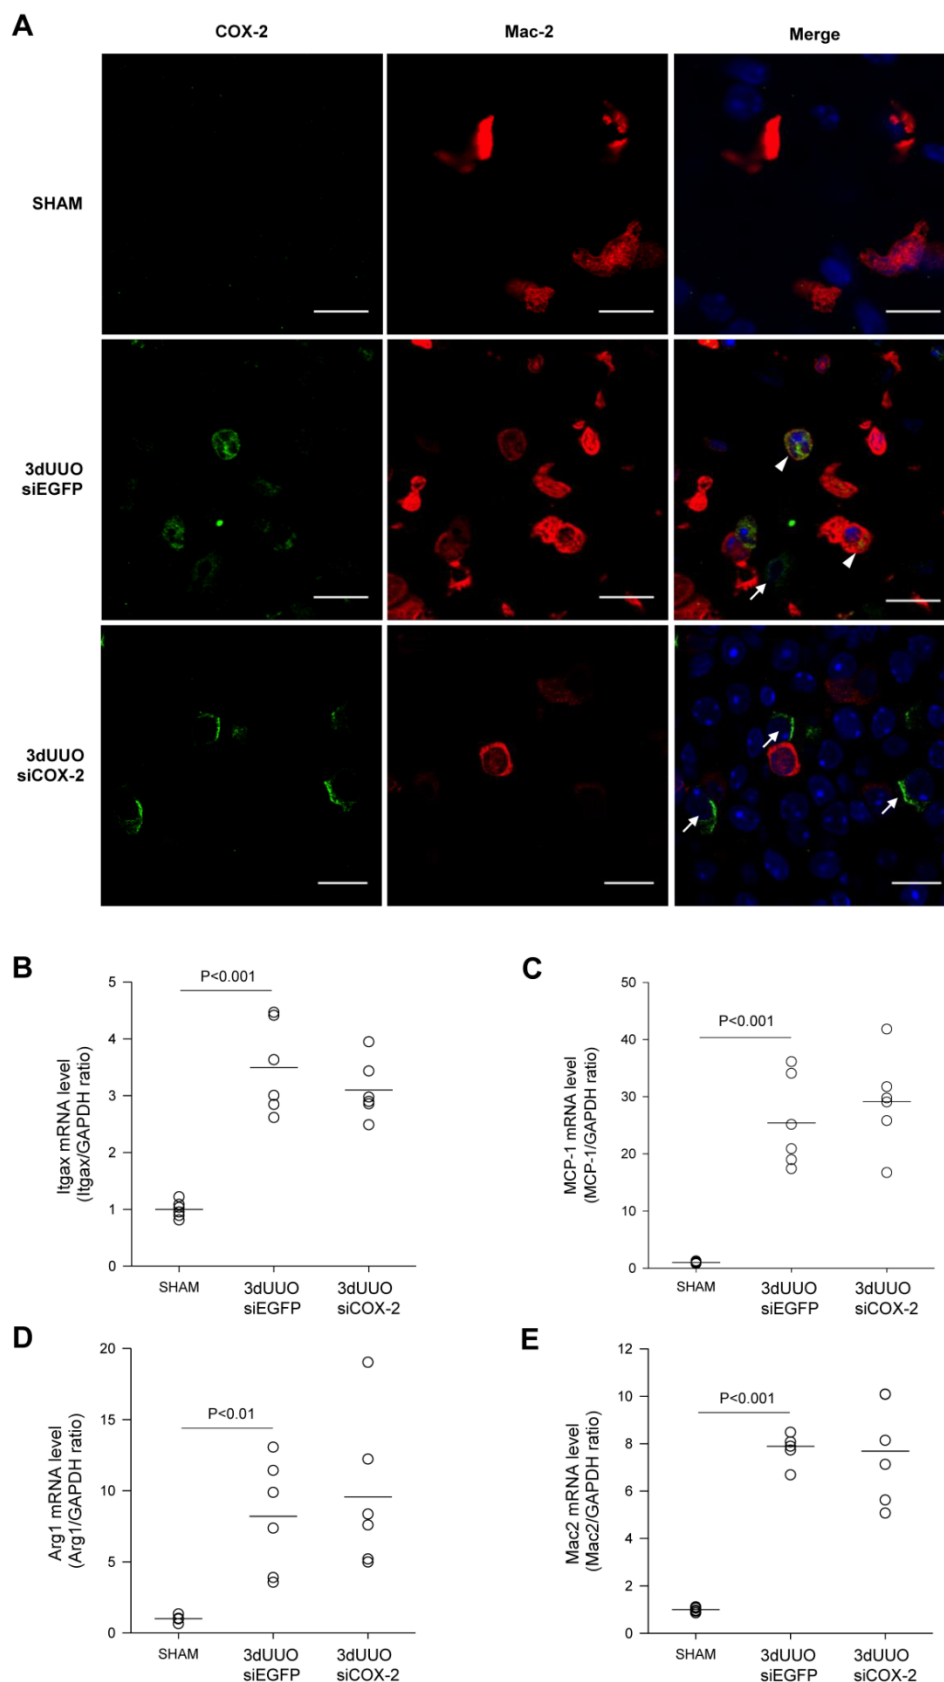 A
COX-2
Mac-2
Merge
SHAM
3dUUO
siEGFP
3dUUO
siCOX-2
B
Itgax mRNA level
(Itgax/GAPDH ratio)
5
4
3
2
1
0
P<0.001
SHAM
3dUUO
siEGFP
3dUUO
siCOX-2
C
MCP-1 mRNA level
(MCP-1/GAPDH ratio)
50
40
30
20
10
0
P<0.001
SHAM
3dUUO
siEGFP
3dUUO
siCOX-2
D
Arg1 mRNA level
(Arg1/GAPDH ratio)
20
15
10
5
0
P<0.01
SHAM
3dUUO
siEGFP
3dUUO
siCOX-2
E
Mac2 mRNA level
(Mac2/GAPDH ratio)
12
10
8
6
4
2
0
P<0.001
SHAM
3dUUO
siEGFP
3dUUO
siCOX-2